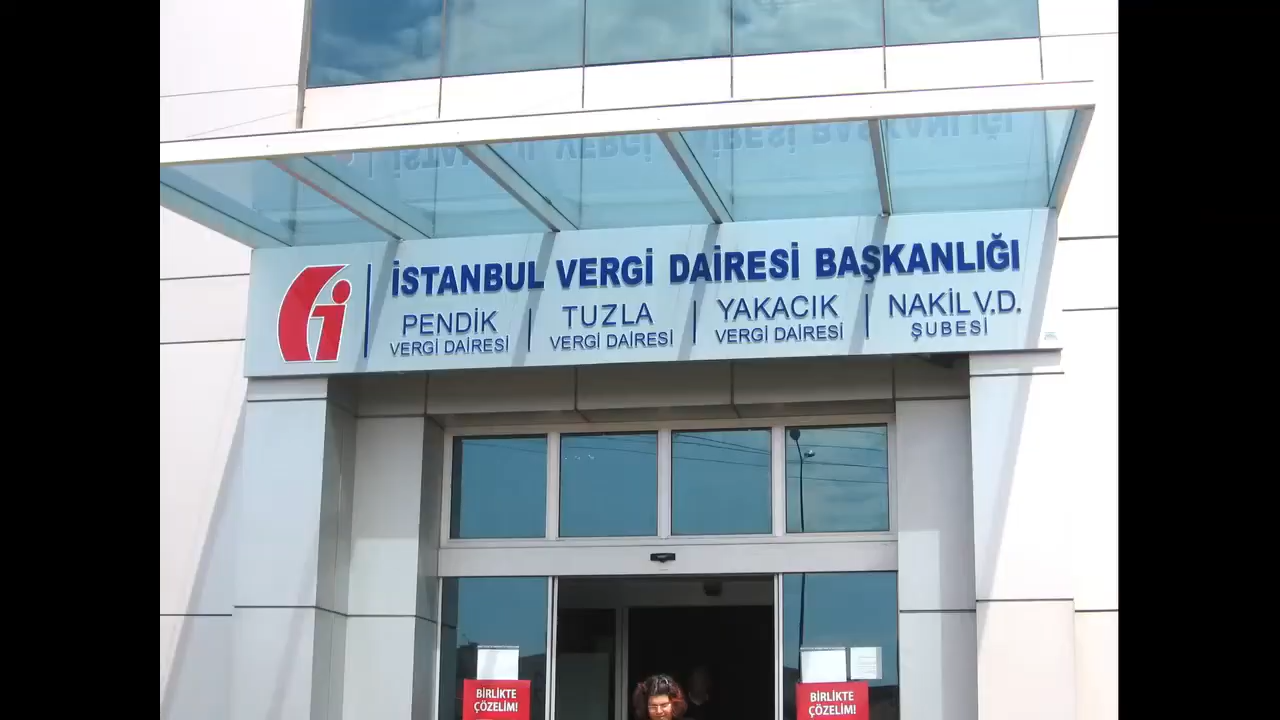 İSTANBUL VERGİ DAİRESİ BAŞKANLIĞI
PENDİK
VERGİ DAİRESİ
TUZLA
VERGİ DAİRESİ
YAKACIK
VERGİ DAİRESİ
NAKİL V.D.
ŞUBESİ
BİRLİKTE
ÇÖZELİM!
BİRLİKTE
ÇÖZELİM!